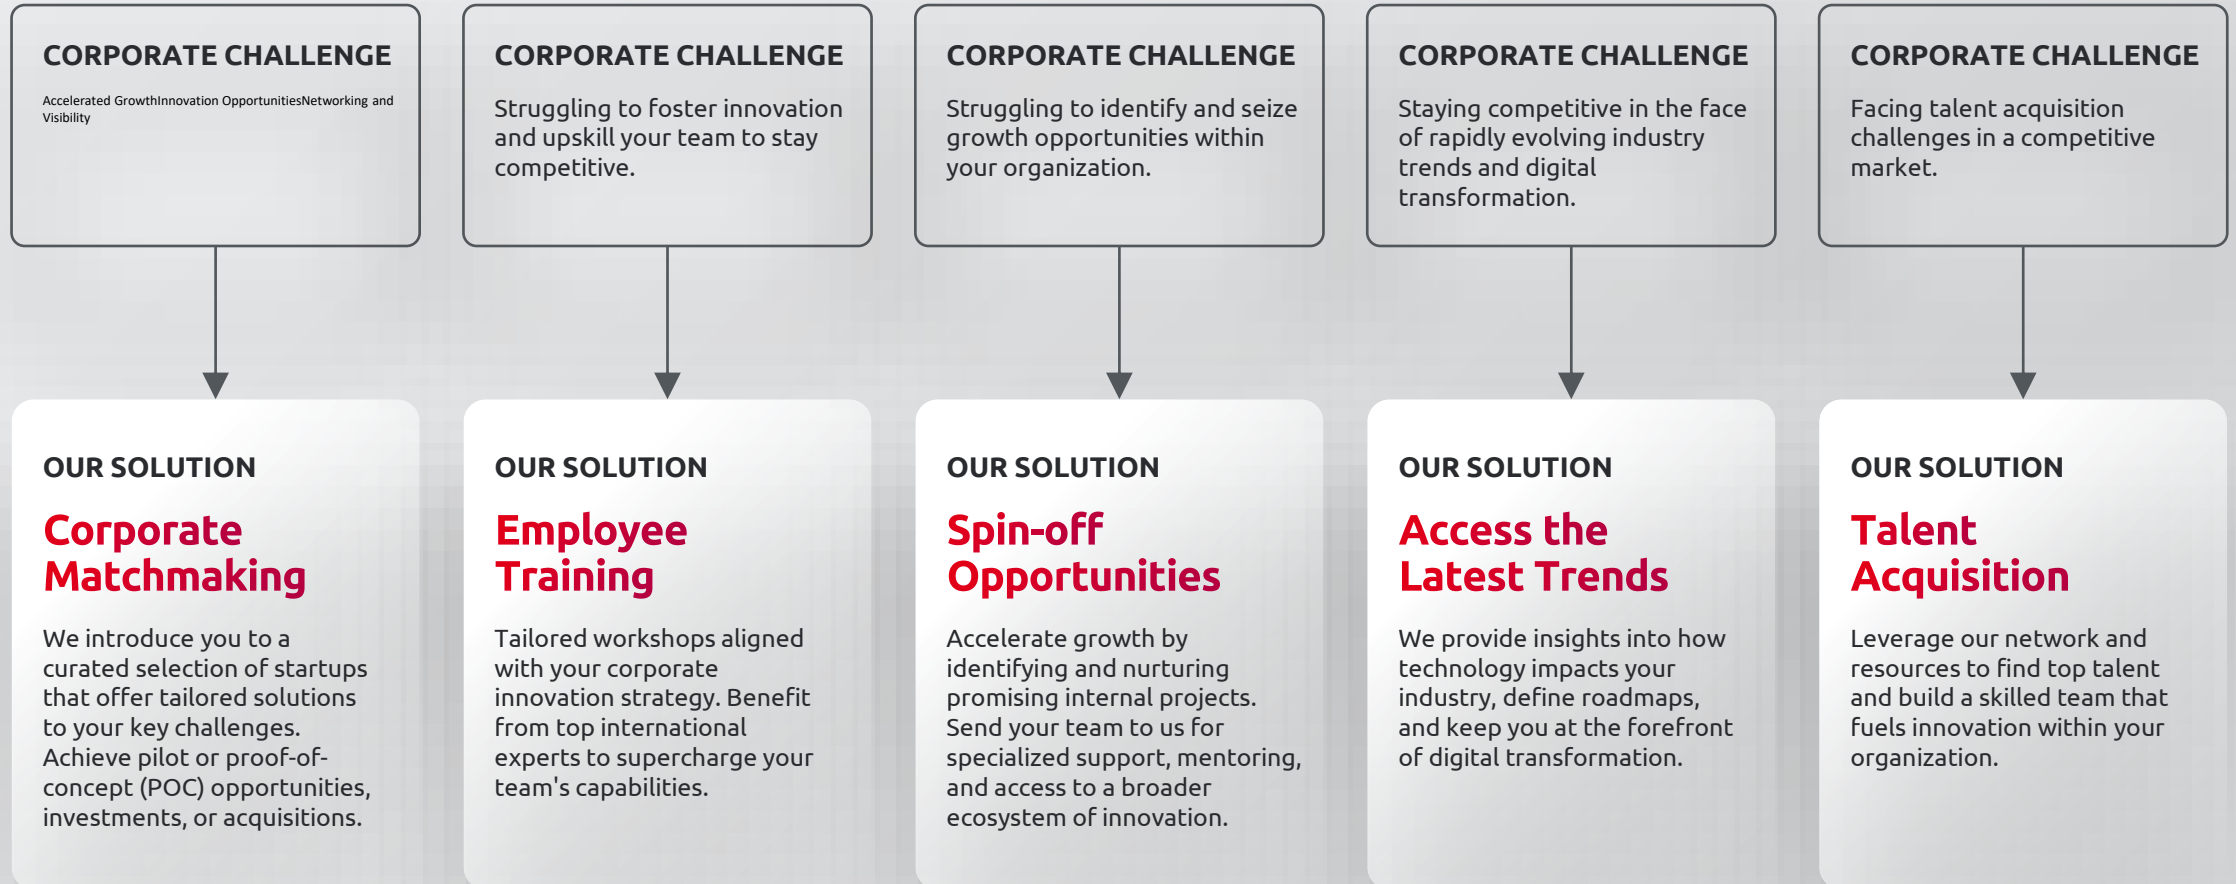 CORPORATE CHALLENGE
Accelerated GrowthInnovation OpportunitiesNetworking and
Visibility
CORPORATE CHALLENGE
Struggling to foster innovation
and upskill your team to stay
competitive.
CORPORATE CHALLENGE
Struggling to identify and seize
growth opportunities within
your organization.
CORPORATE CHALLENGE
Staying competitive in the face
of rapidly evolving industry
trends and digital
transformation.
CORPORATE CHALLENGE
Facing talent acquisition
challenges in a competitive
market.
OUR SOLUTION
Corporate
Matchmaking
We introduce you to a
curated selection of startups
that offer tailored solutions
to your key challenges.
Achieve pilot or proof-of-
concept (POC) opportunities,
investments, or acquisitions.
OUR SOLUTION
Employee
Training
Tailored workshops aligned
with your corporate
innovation strategy. Benefit
from top international
experts to supercharge your
team's capabilities.
OUR SOLUTION
Spin-off
Opportunities
Accelerate growth by
identifying and nurturing
promising internal projects.
Send your team to us for
specialized support, mentoring,
and access to a broader
ecosystem of innovation.
OUR SOLUTION
Access the
Latest Trends
We provide insights into how
technology impacts your
industry, define roadmaps,
and keep you at the forefront
of digital transformation.
OUR SOLUTION
Talent
Acquisition
Leverage our network and
resources to find top talent
and build a skilled team that
fuels innovation within your
organization.